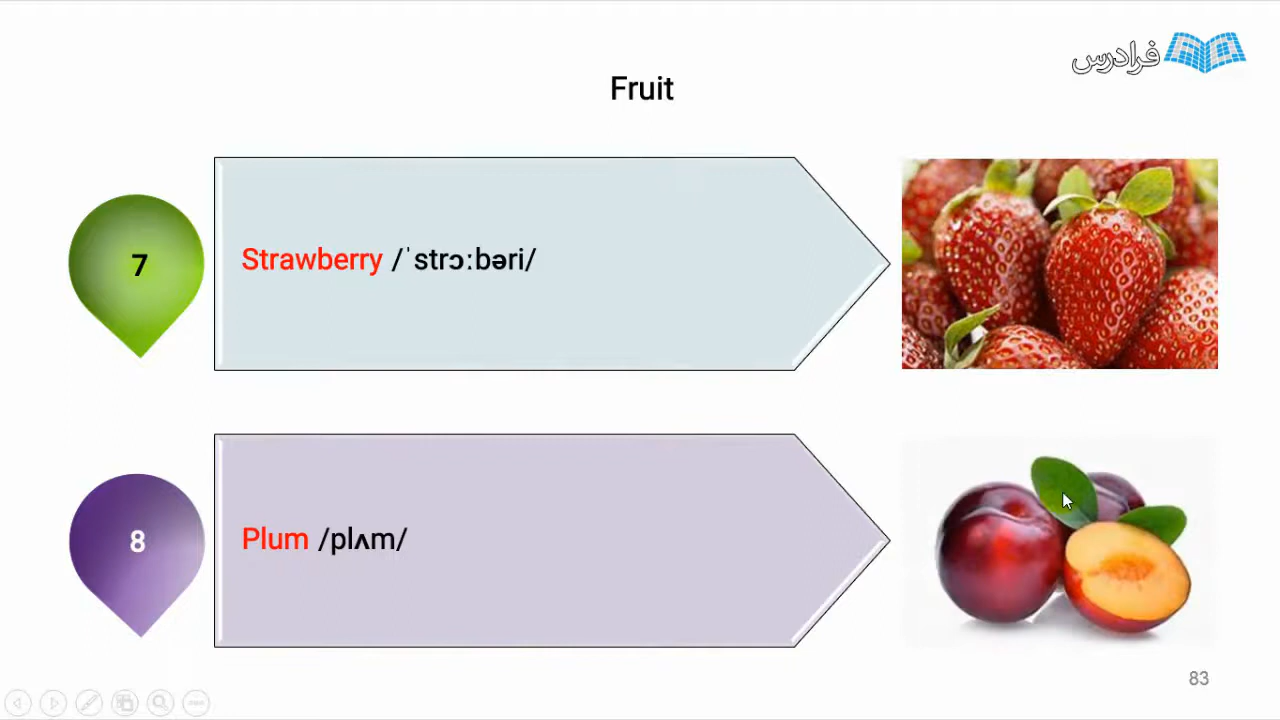 فرادرس
Fruit
7
Strawberry /ˈstrɔːbəri/
8
Plum /plʌm/
83